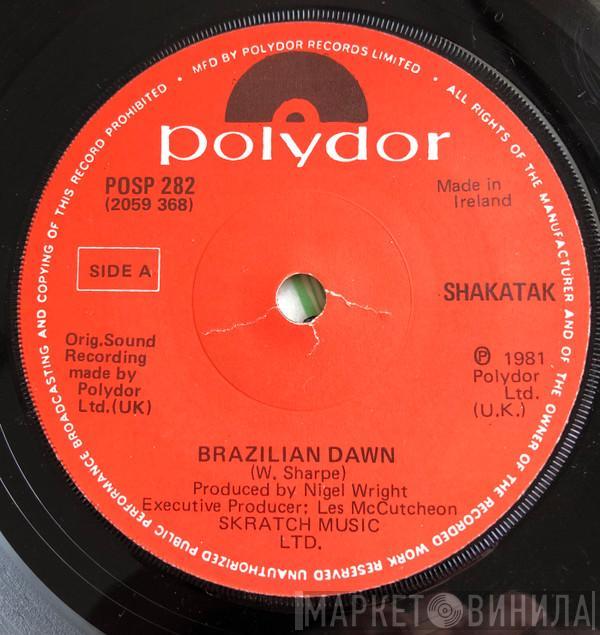 BROADCASTING AND COPYING OF THIS RECORD PROHIBITED • MFD BY POLYDOR RECORDS LIMITED • ALL RIGHTS OF THE MANUFACTURER AND OF THE OWNER OF THE RECORDED WORK RESERVED UNAUTHORIZED PUBLIC PERFORMANCE
polydor
POSP 282
(2059 368)
Made in
Ireland
SIDE A
SHAKATAK
Orig.Sound
Recording
made by
Polydor
Ltd.(UK)
℗ 1981
Polydor
Ltd.
(U.K.)
BRAZILIAN DAWN
(W. Sharpe)
Produced by Nigel Wright
Executive Producer: Les McCutcheon
SKRATCH MUSIC
LTD.
МАРКЕТ ВИНИЛА